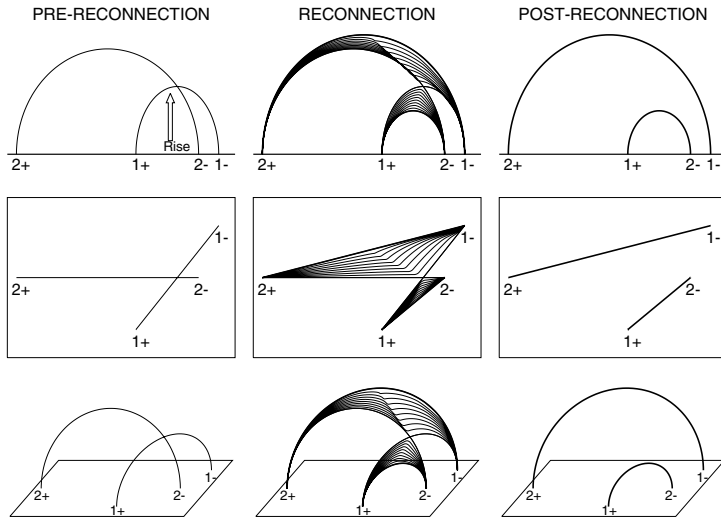 PRE-RECONNECTION RECONNECTION POST-RECONNECTION
Rise
2+ 1+ 2- 1- 2+ 1+ 2- 1- 2+ 1+ 2- 1-
1- 1- 1-
2+ 2- 2+ 2- 2+ 2-
1+ 1+ 1+
1- 1- 1-
2+ 2- 2+ 2- 2+ 2-
1+ 1+ 1+